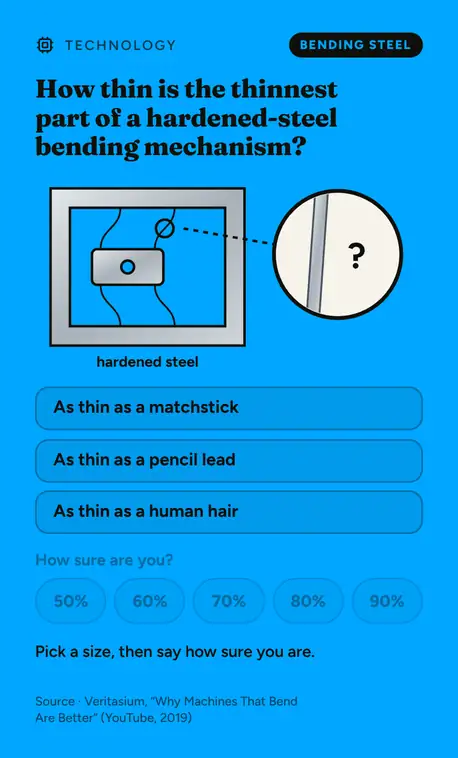 TECHNOLOGY
BENDING STEEL
How thin is the thinnest
part of a hardened-steel
bending mechanism?
?
hardened steel
As thin as a matchstick
As thin as a pencil lead
As thin as a human hair
How sure are you?
50% 60% 70% 80% 90%
Pick a size, then say how sure you are.
Source · Veritasium, “Why Machines That Bend
Are Better” (YouTube, 2019)